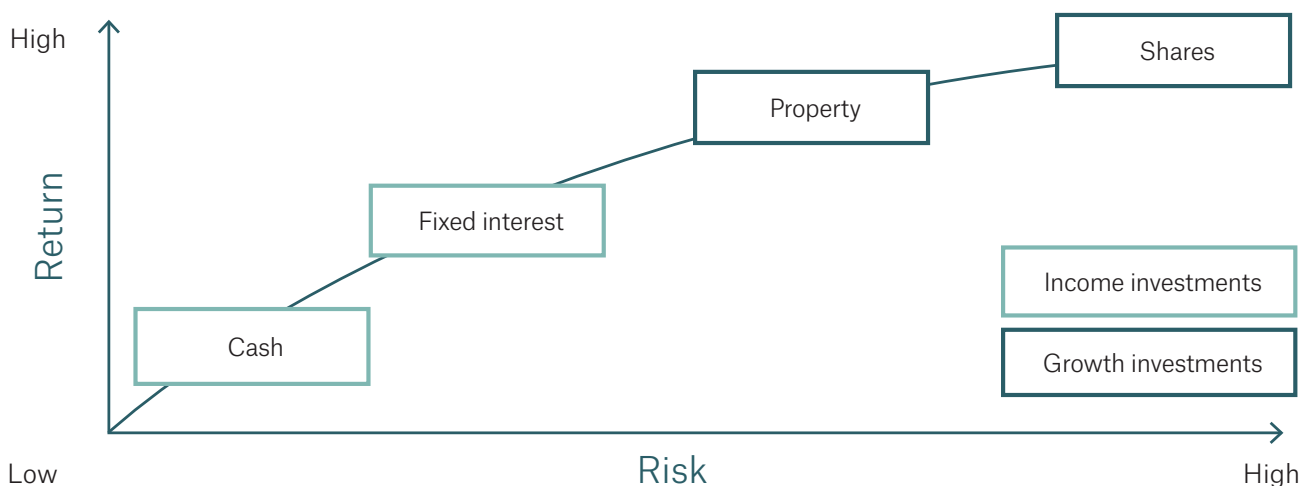 High
Shares
Property
Return
Fixed interest
Income investments
Cash
Growth investments
Low
Risk
High